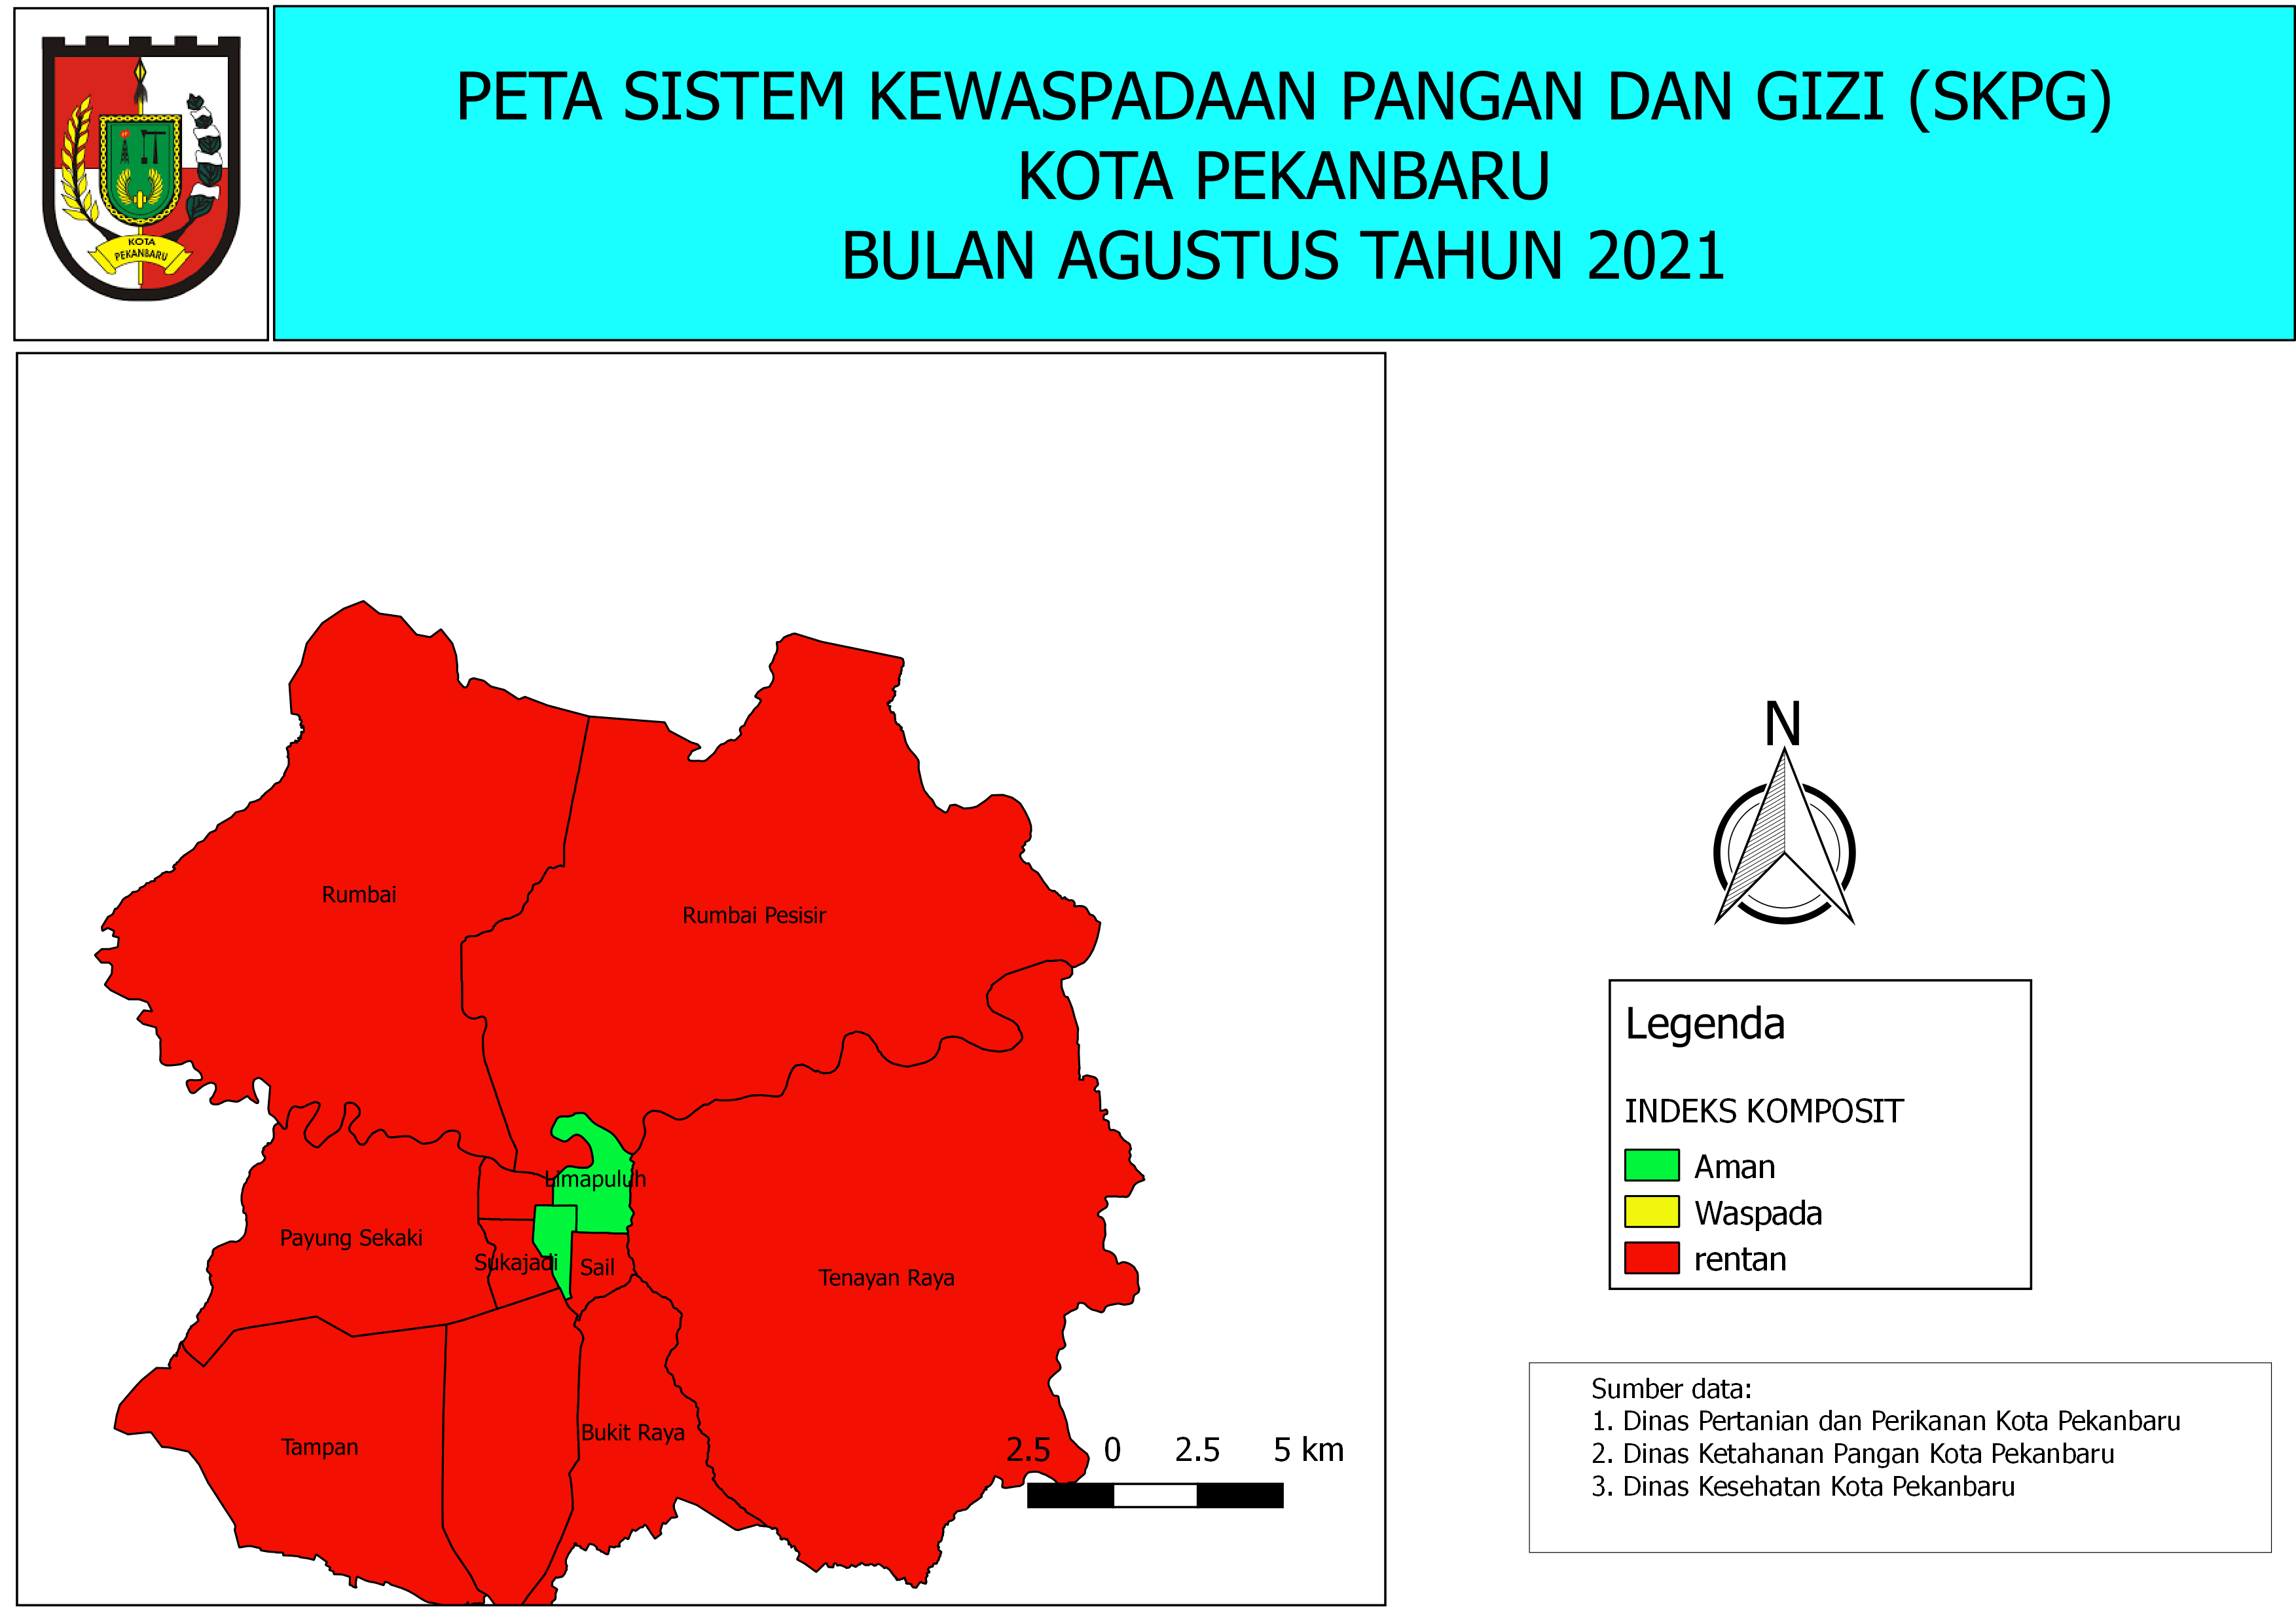 KOTA
PEKANBARU
PETA SISTEM KEWASPADAAN PANGAN DAN GIZI (SKPG)
KOTA PEKANBARU
BULAN AGUSTUS TAHUN 2021
Rumbai
Rumbai Pesisir
Limapuluh
Payung Sekaki
Sukajadi
Sail
Tenayan Raya
Bukit Raya
Tampan
2.5 0 2.5 5 km
N
Legenda
INDEKS KOMPOSIT
Aman
Waspada
rentan
Sumber data:
1. Dinas Pertanian dan Perikanan Kota Pekanbaru
2. Dinas Ketahanan Pangan Kota Pekanbaru
3. Dinas Kesehatan Kota Pekanbaru